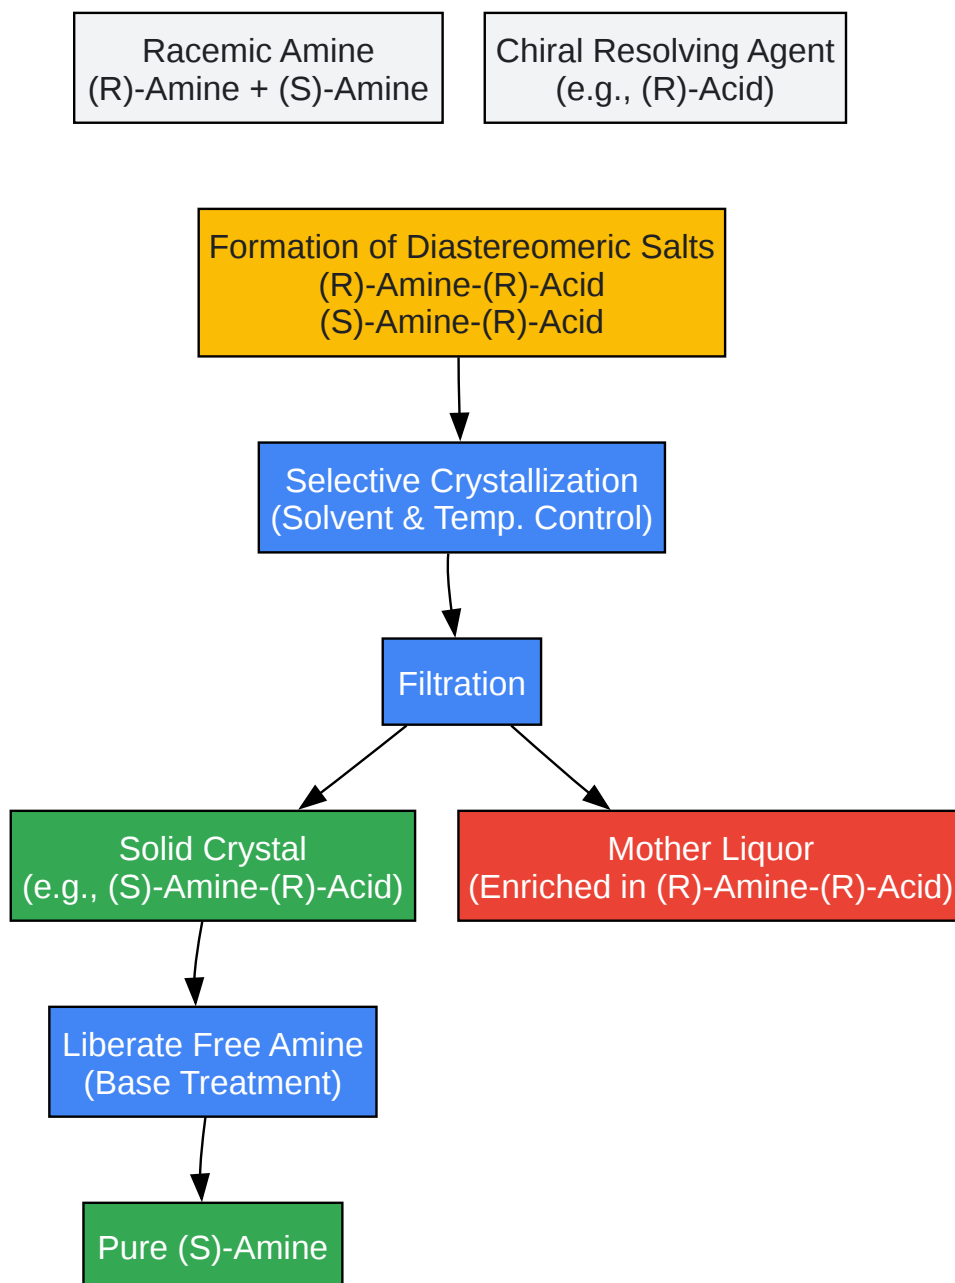 Racemic Amine
(R)-Amine + (S)-Amine
Chiral Resolving Agent
(e.g., (R)-Acid)
Formation of Diastereomeric Salts
(R)-Amine-(R)-Acid
(S)-Amine-(R)-Acid
Selective Crystallization
(Solvent & Temp. Control)
Filtration
Solid Crystal
(e.g., (S)-Amine-(R)-Acid)
Mother Liquor
(Enriched in (R)-Amine-(R)-Acid)
Liberate Free Amine
(Base Treatment)
Pure (S)-Amine